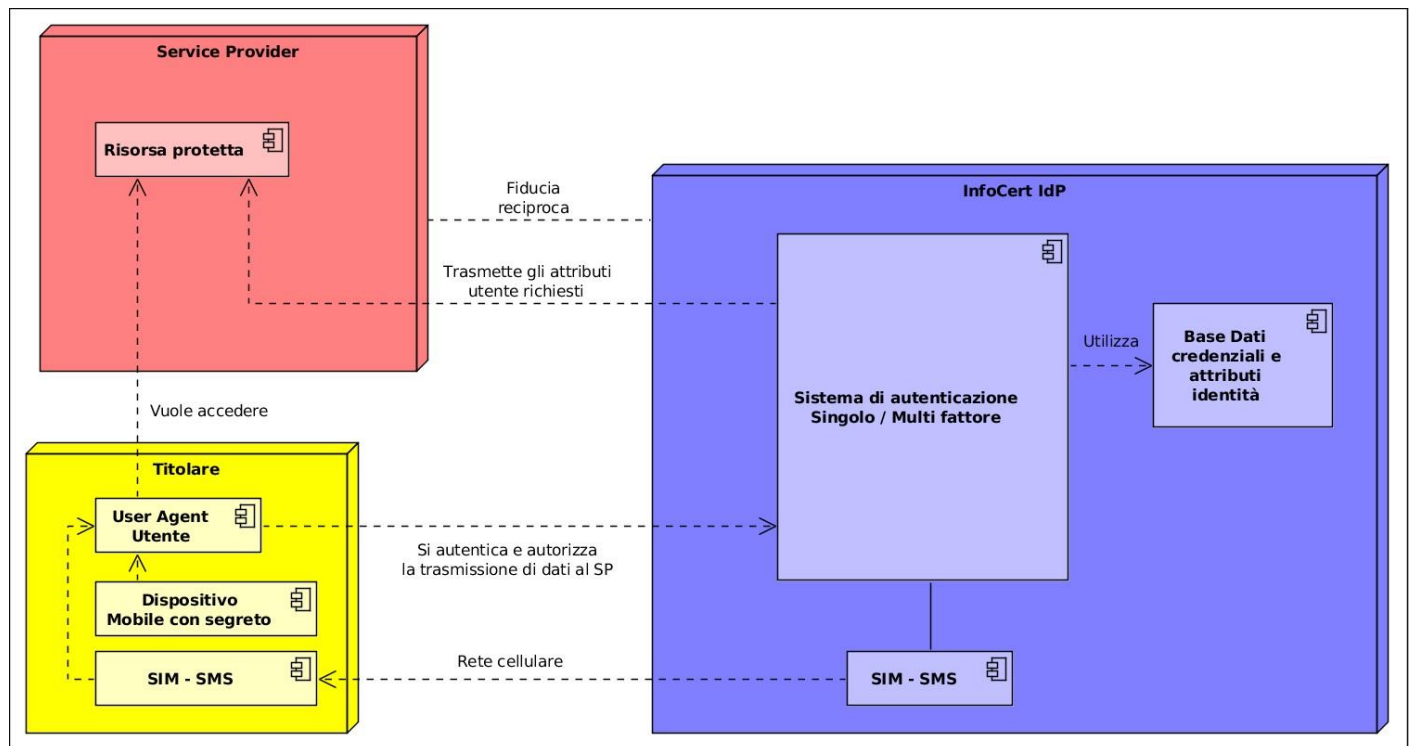 Service Provider
Risorsa protetta
Fiducia
reciproca
InfoCert IdP
Trasmette gli attributi
utente richiesti
Sistema di autenticazione
Singolo / Multi fattore
Utilizza
Base Dati
credenziali e
attributi
identità
Vuole accedere
Titolare
User Agent
Utente
Si autentica e autorizza
la trasmissione di dati al SP
Dispositivo
Mobile con segreto
SIM - SMS
Rete cellulare
SIM - SMS